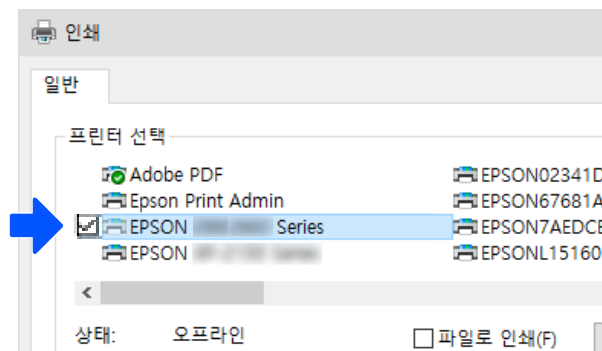 인쇄
일반
프린터 선택
Adobe PDF
EPSON02341D
Epson Print Admin
EPSON67681A
EPSON Series
EPSON7AEDCE
EPSON
EPSONL15160
상태: 오프라인
파일로 인쇄(F)